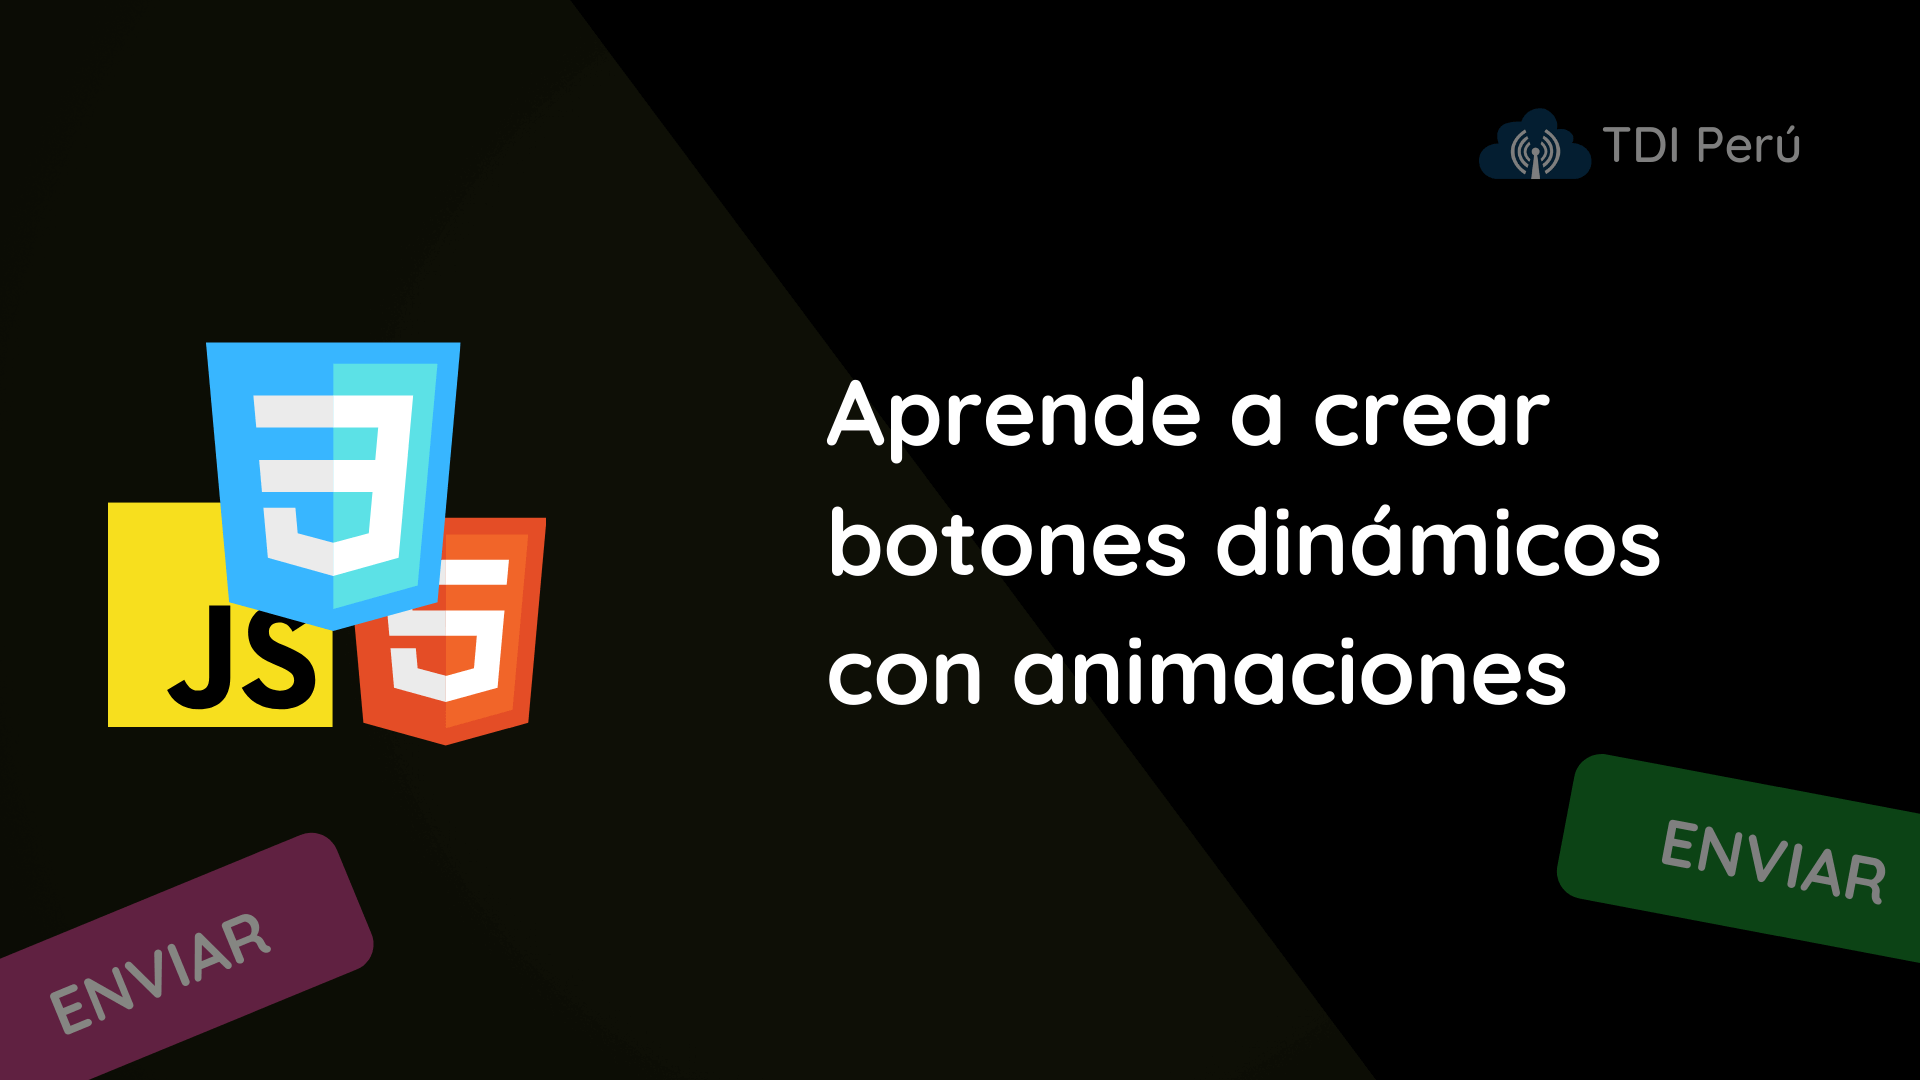 TDI Perú
Aprende a crear
botones dinámicos
con animaciones
JS
ENVIAR
ENVIAR